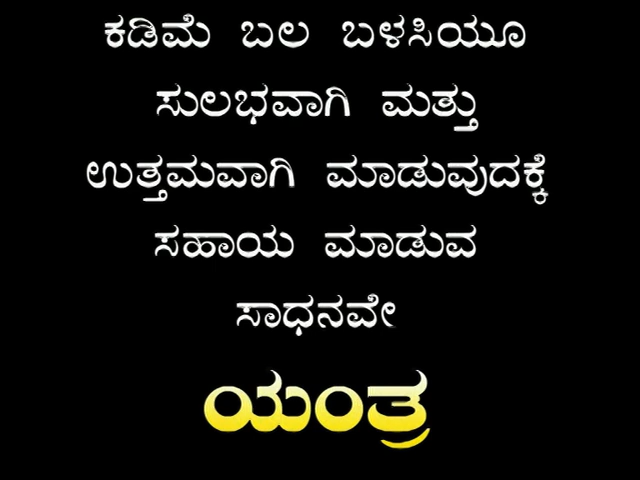 ಕಡಿಮೆ ಬಲ ಬಳಸಿಯೂ
ಸುಲಭವಾಗಿ ಮತ್ತು
ಉತ್ತಮವಾಗಿ ಮಾಡುವುದಕ್ಕೆ
ಸಹಾಯ ಮಾಡುವ
ಸಾಧನವೇ
ಯಂತ್ರ